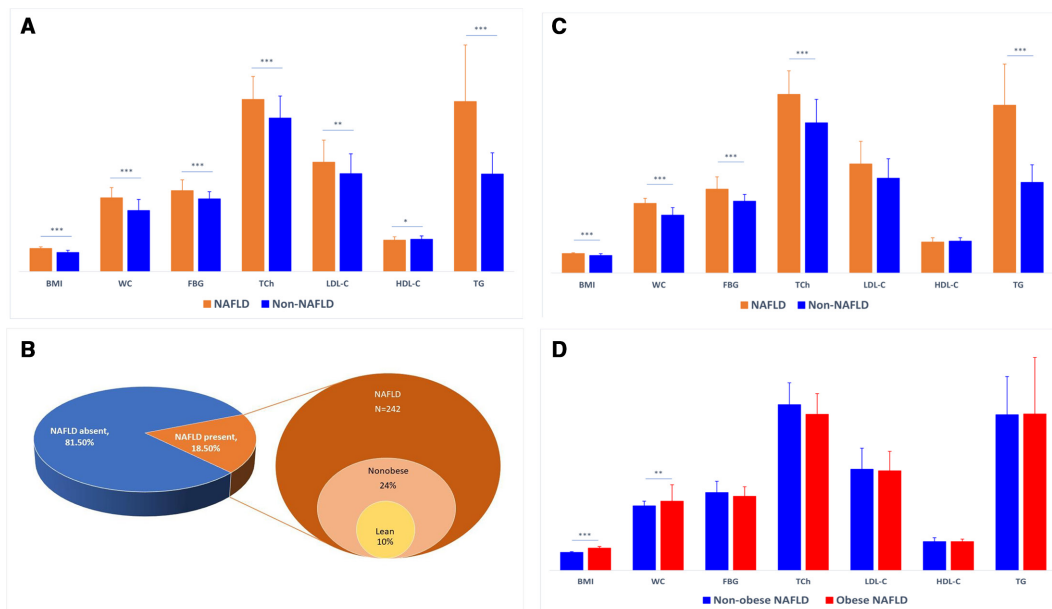 A
***
***
***
***
**
*
***
BMI WC FBG TCh LDL-C HDL-C TG
NAFLD Non-NAFLD
C
***
***
***
***
***
BMI WC FBG TCh LDL-C HDL-C TG
NAFLD Non-NAFLD
B
NAFLD absent,
81.50%
NAFLD present,
18.50%
NAFLD
N=242
Nonobese
24%
Lean
10%
D
***
**
BMI WC FBG TCh LDL-C HDL-C TG
Non-obese NAFLD Obese NAFLD